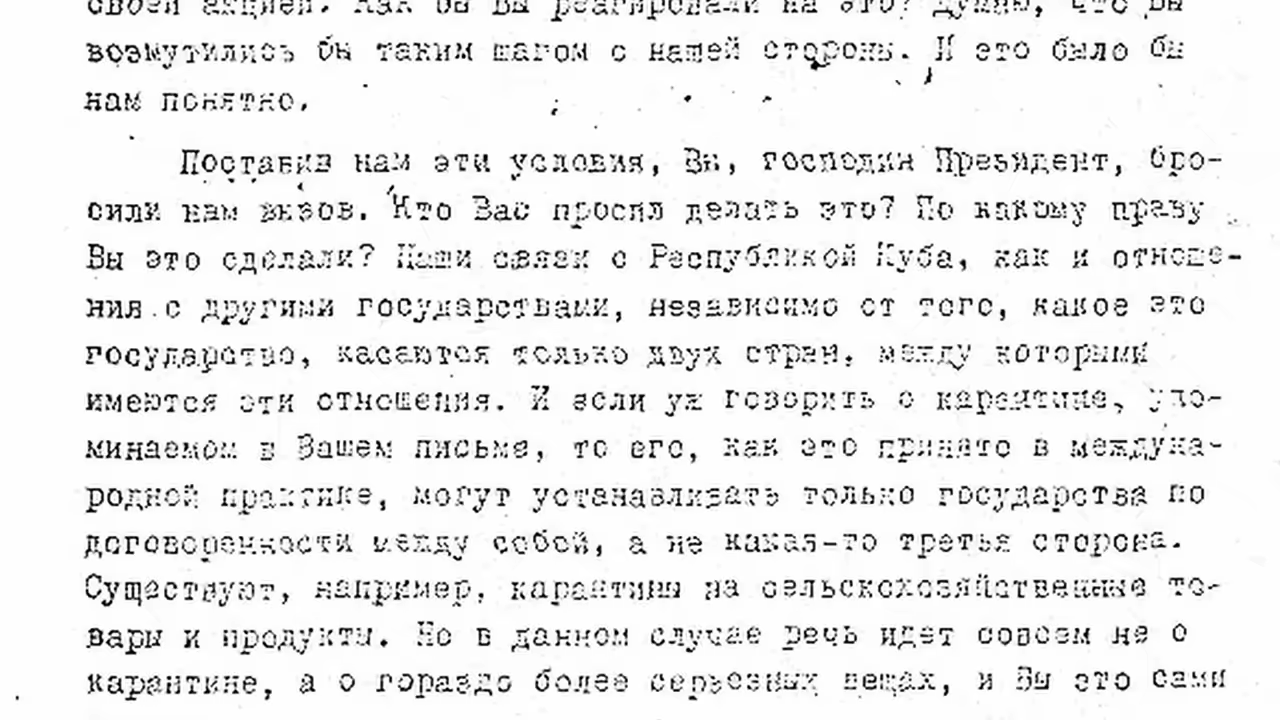 своей акцией. Как бы Вы реагировали на это? Думаю, что Вы
возмутились бы таким шагом с нашей стороны. И это было бы
нам понятно.
Поставив нам эти условия, Вы, господин Президент, бро-
сили нам вызов. Кто Вас просил делать это? По какому праву
Вы это сделали? Наши связи с Республикой Куба, как и отноше-
ния с другими государствами, независимо от того, какое это
государство, касаются только двух стран, между которыми
имеются эти отношения. И если уж говорить о карантине, упо-
минаемом в Вашем письме, то его, как это принято в междуна-
родной практике, могут устанавливать только государства по
договоренности между собой, а не какая-то третья сторона.
Существуют, например, карантины на сельскохозяйственные то-
вары и продукты. Но в данном случае речь идет совсем не о
карантине, а о гораздо более серьезных вещах, и Вы это сами